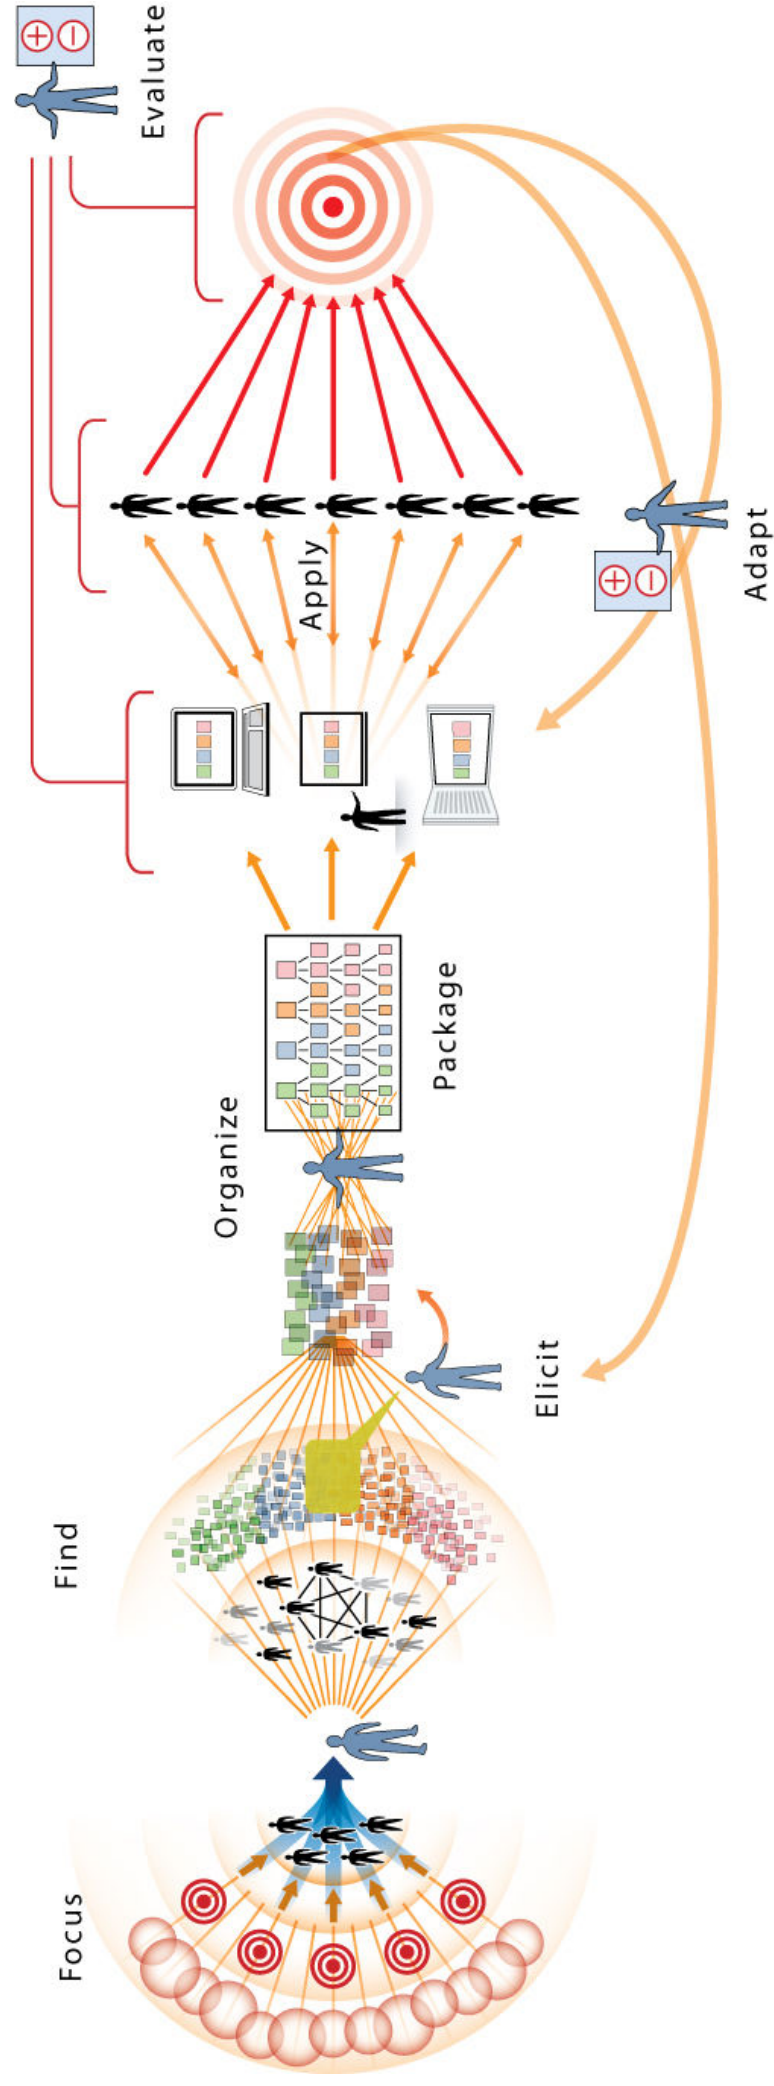 Focus
Find
Elicit
Organize
Package
Apply
Adapt
Evaluate